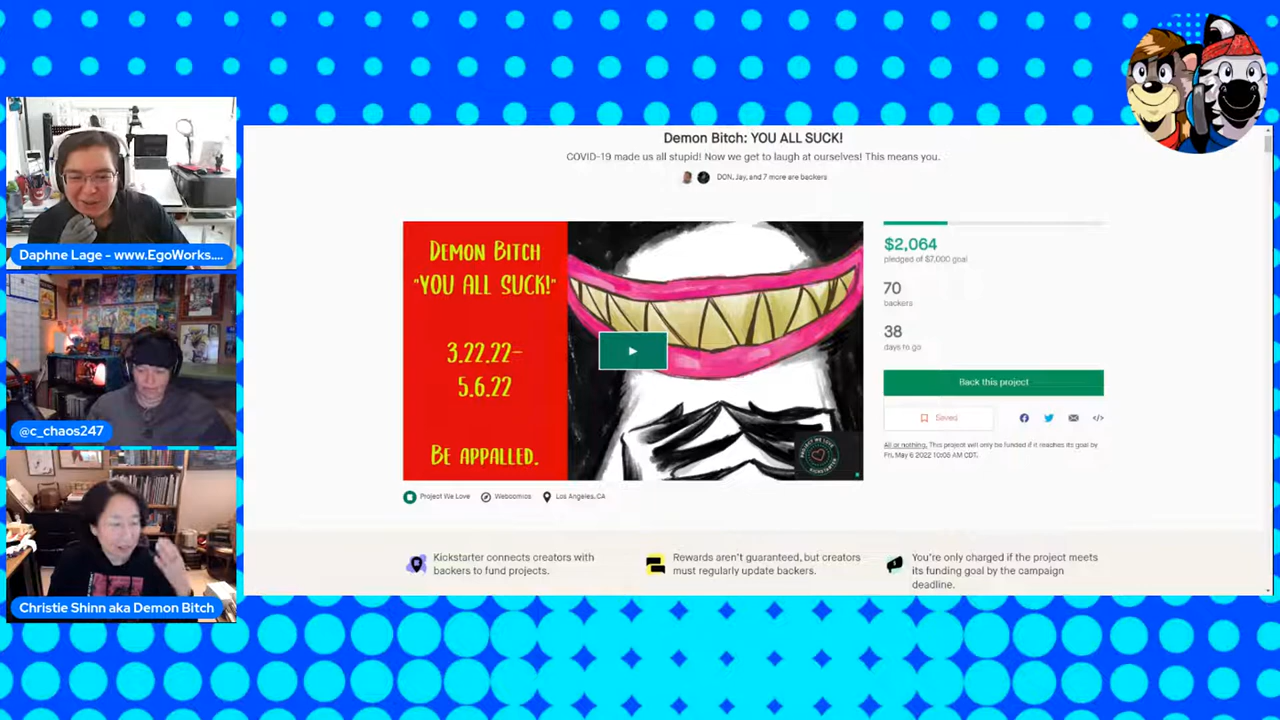 Daphne Lage - www.EgoWorks....
@c_chaos247
Christie Shinn aka Demon Bitch
Demon Bitch: YOU ALL SUCK!
COVID-19 made us all stupid! Now we get to laugh at ourselves! This means you.
DON, Jay, and 7 more are backers
DEMON BITCH
"YOU ALL SUCK!"
3.22.22-
5.6.22
BE APPALLED.
PROJECT WE LOVE
KICKSTARTER
$2,064
pledged of $7,000 goal
70
backers
38
days to go
Back this project
Saved
All or nothing. This project will only be funded if it reaches its goal by
Fri, May 6 2022 10:06 AM CDT.
Project We Love
Webcomics
Los Angeles, CA
Kickstarter connects creators with
backers to fund projects.
Rewards aren't guaranteed, but creators
must regularly update backers.
You're only charged if the project meets
its funding goal by the campaign
deadline.